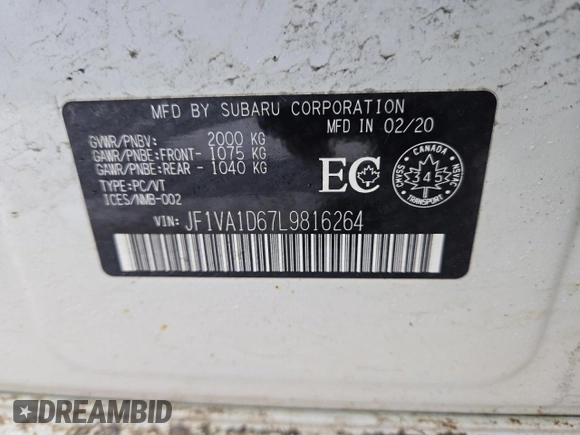 MFD BY SUBARU CORPORATION
MFD IN 02/20
GVWR/PNBV: 2000 KG
GAWR/PNBE:FRONT- 1075 KG
GAWR/PNBE:REAR - 1040 KG
TYPE:PC/VT
ICES/NMB-002
EC
CANADA
CMVSS
NSVAC
345
TRANSPORT
VIN: JF1VA1D67L9816264
DREAMBID